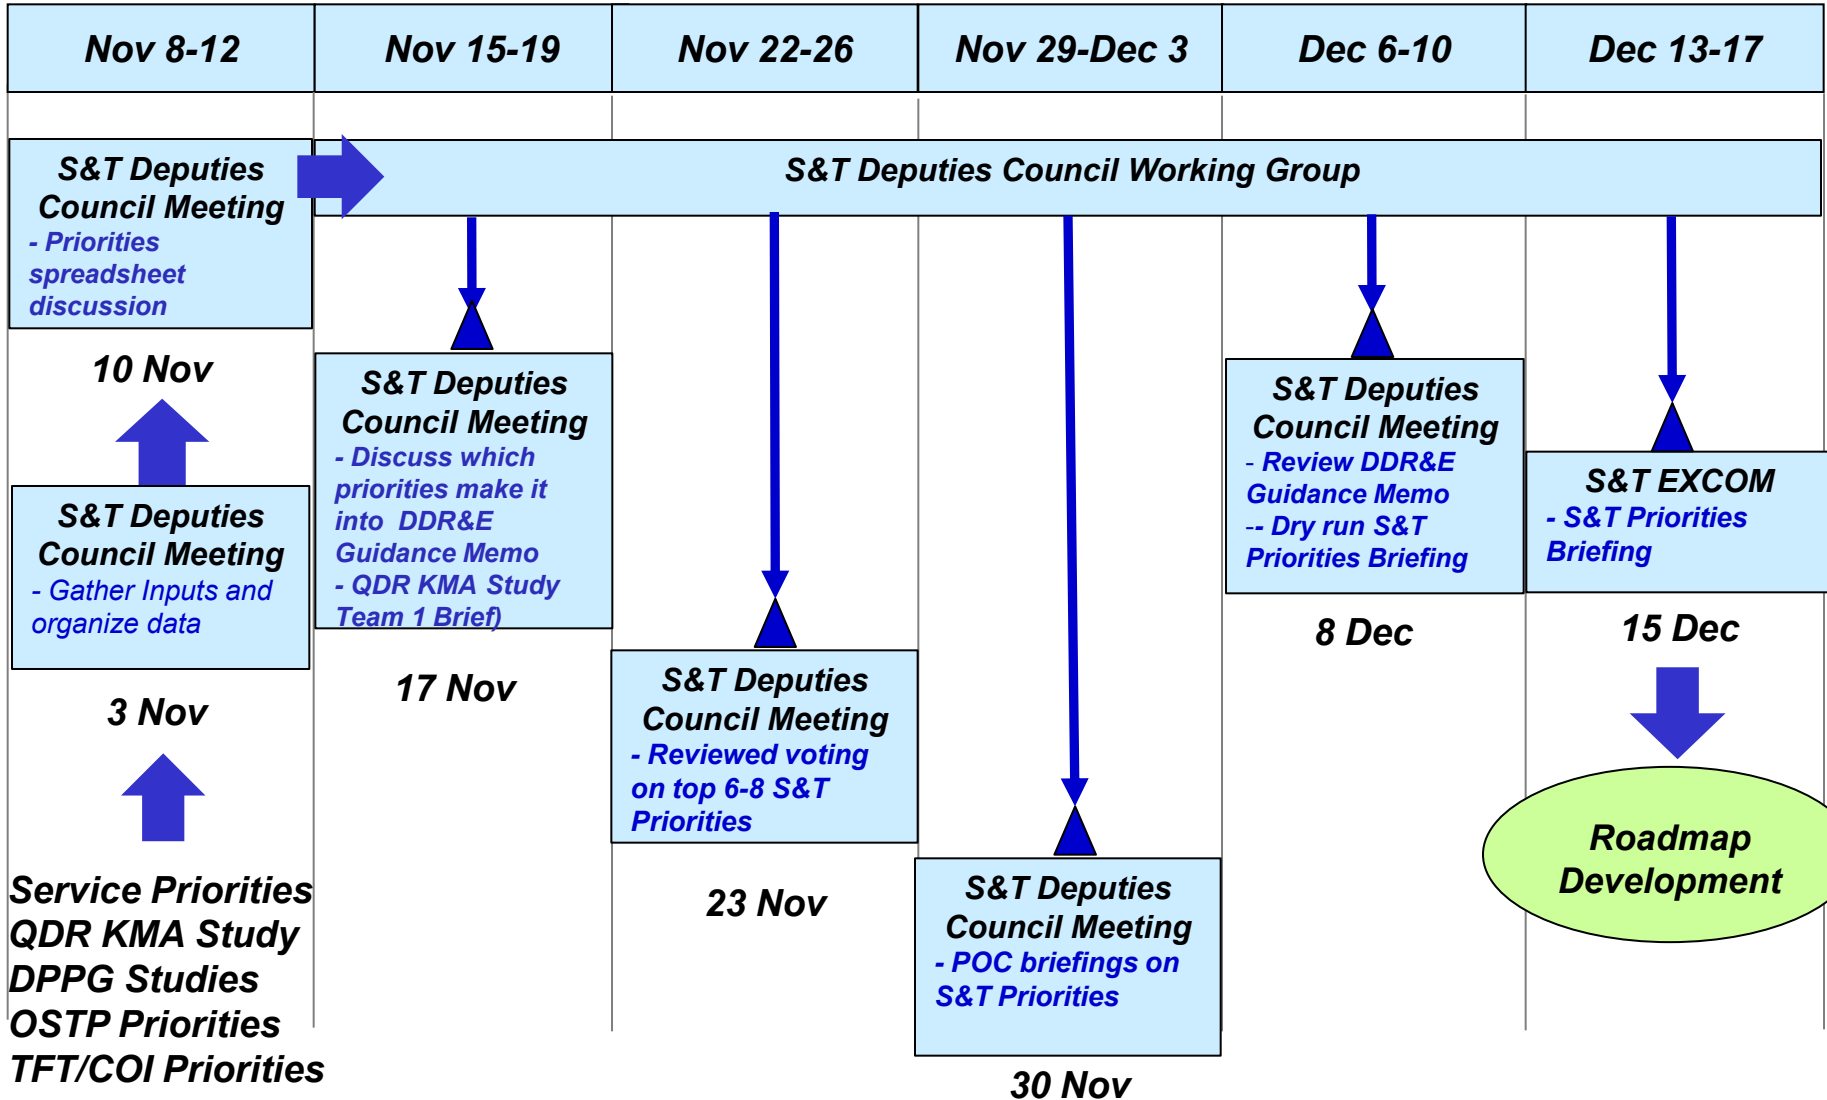 Nov 8-12
Nov 15-19
Nov 22-26
Nov 29-Dec 3
Dec 6-10
Dec 13-17
S&T Deputies Council Working Group
S&T Deputies
Council Meeting
- Priorities
spreadsheet
discussion
10 Nov
S&T Deputies
Council Meeting
- Gather Inputs and
organize data
3 Nov
Service Priorities
QDR KMA Study
DPPG Studies
OSTP Priorities
TFT/COI Priorities
S&T Deputies
Council Meeting
- Discuss which
priorities make it
into DDR&E
Guidance Memo
- QDR KMA Study
Team 1 Brief)
17 Nov
S&T Deputies
Council Meeting
- Reviewed voting
on top 6-8 S&T
Priorities
23 Nov
S&T Deputies
Council Meeting
- POC briefings on
S&T Priorities
30 Nov
S&T Deputies
Council Meeting
- Review DDR&E
Guidance Memo
-- Dry run S&T
Priorities Briefing
8 Dec
S&T EXCOM
- S&T Priorities
Briefing
15 Dec
Roadmap
Development